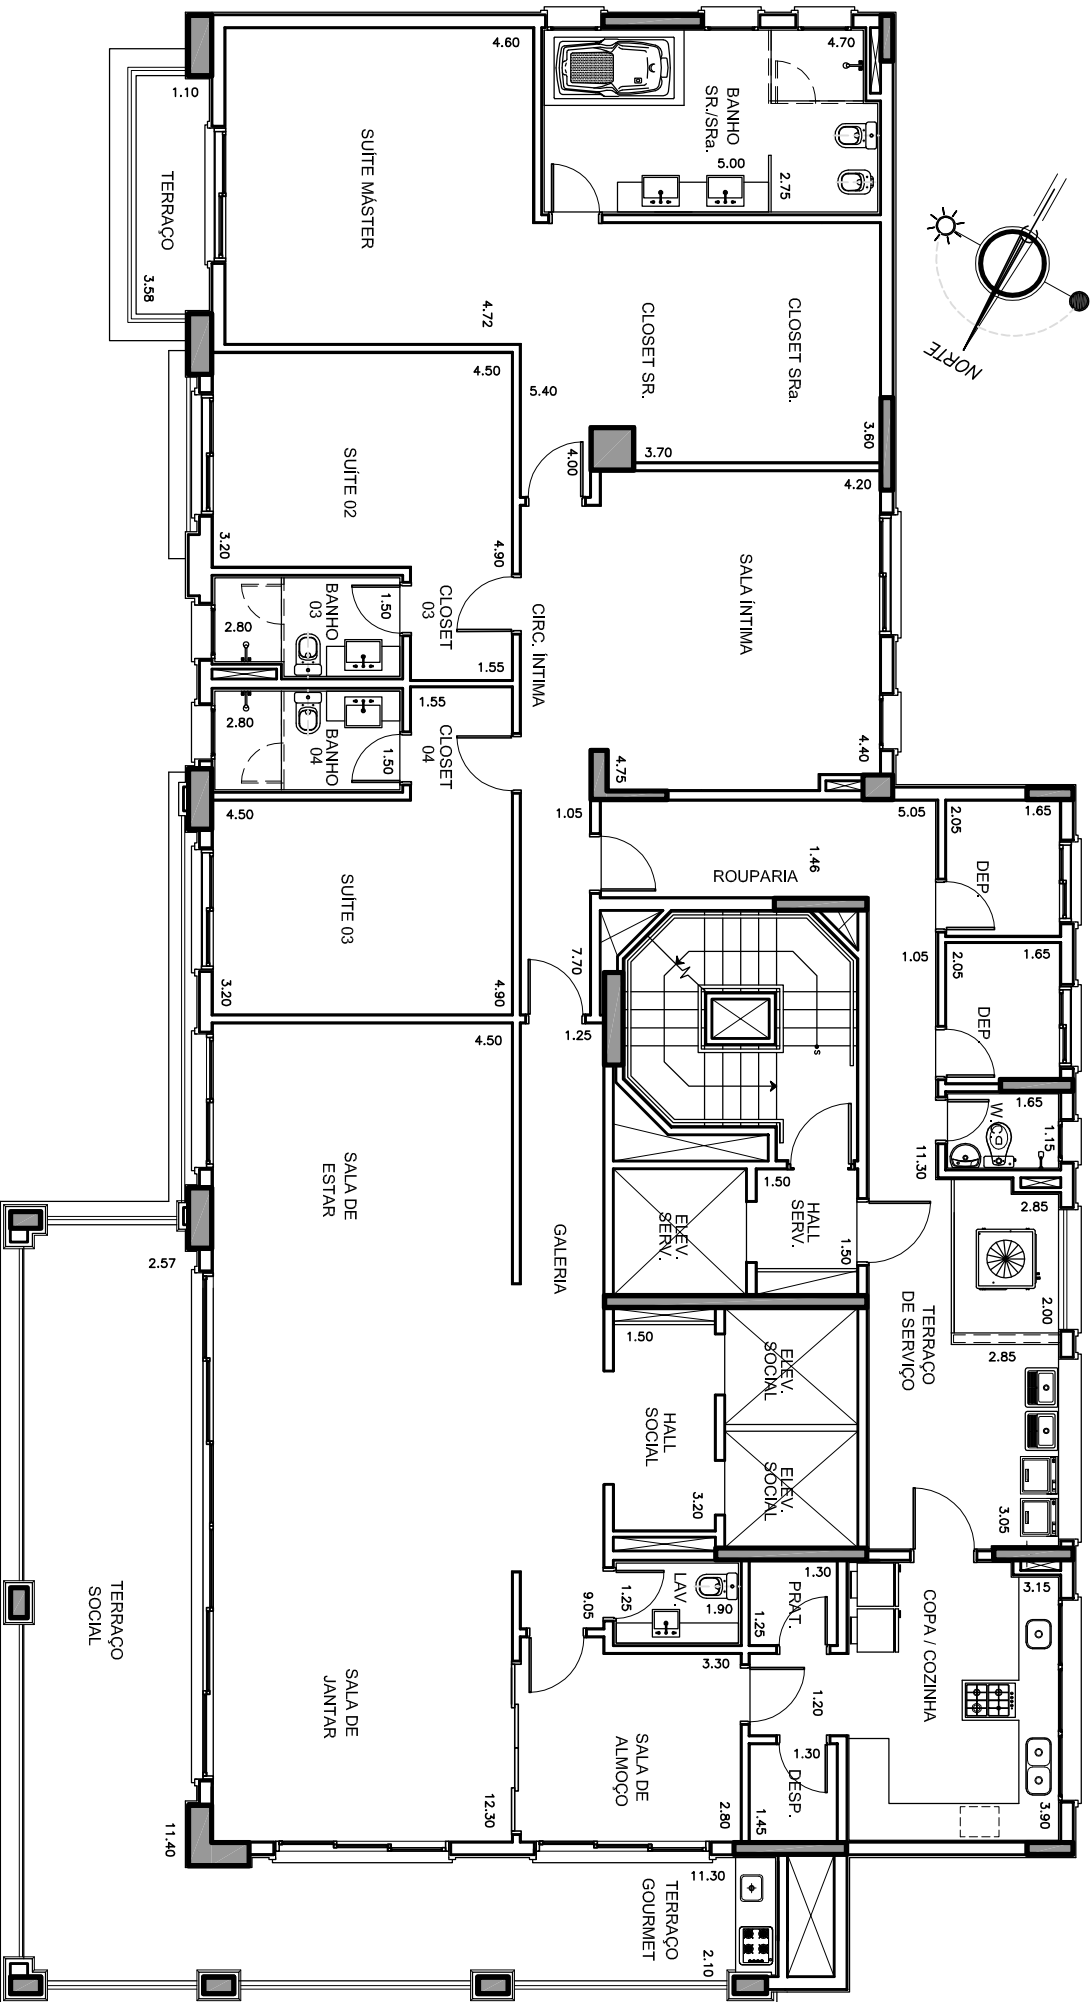 4.60
4.70
BANHO
SR./SRa.
5.00
2.75
1.10
TERRAÇO
3.58
SUÍTE MÁSTER
4.72
CLOSET SR.
CLOSET SRa.
NORTE
4.50
5.40
3.60
3.70
4.00
4.20
SUÍTE 02
3.20
4.90
SALA ÍNTIMA
BANHO
03
1.50
2.80
CLOSET
03
1.55
CIRC. ÍNTIMA
1.55
2.80
BANHO
04
1.50
CLOSET
04
4.40
4.75
4.50
1.05
5.05
2.05
1.65
DEP.
1.46
ROUPARIA
SUÍTE 03
3.20
4.90
7.70
1.05
2.05
1.65
DEP.
4.50
1.25
S
1.65
1.15
W.C.
11.30
SALA DE
ESTAR
GALERIA
1.50
ELEV.
SERV.
HALL
SERV.
1.50
2.85
2.00
2.57
TERRAÇO
DE SERVIÇO
2.85
1.50
ELEV.
SOCIAL
HALL
SOCIAL
ELEV.
SOCIAL
3.20
3.05
TERRAÇO
SOCIAL
9.05
1.25
LAV.
1.90
1.30
PRAT.
1.25
3.15
COPA / COZINHA
3.30
1.20
SALA DE
JANTAR
SALA DE
ALMOÇO
1.30
DESP.
1.45
2.80
3.90
12.30
11.40
11.30
TERRAÇO
GOURMET
2.10